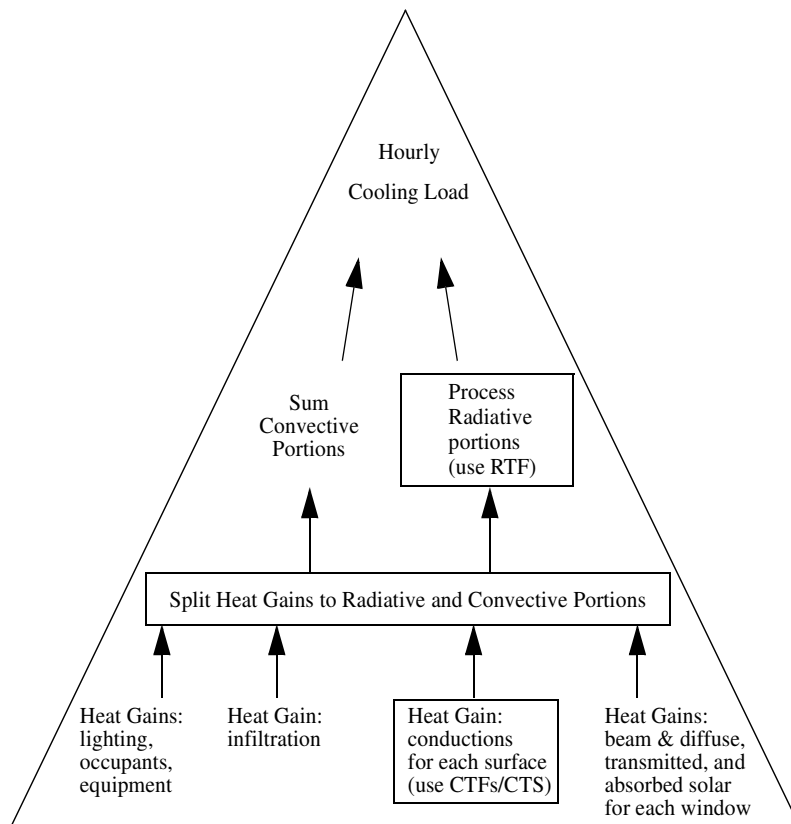 Hourly
Cooling Load
Sum
Convective
Portions
Process
Radiative
portions
(use RTF)
Split Heat Gains to Radiative and Convective Portions
Heat Gains:
lighting,
occupants,
equipment
Heat Gain:
infiltration
Heat Gain:
conductions
for each surface
(use CTFs/CTS)
Heat Gains:
beam & diffuse,
transmitted, and
absorbed solar
for each window